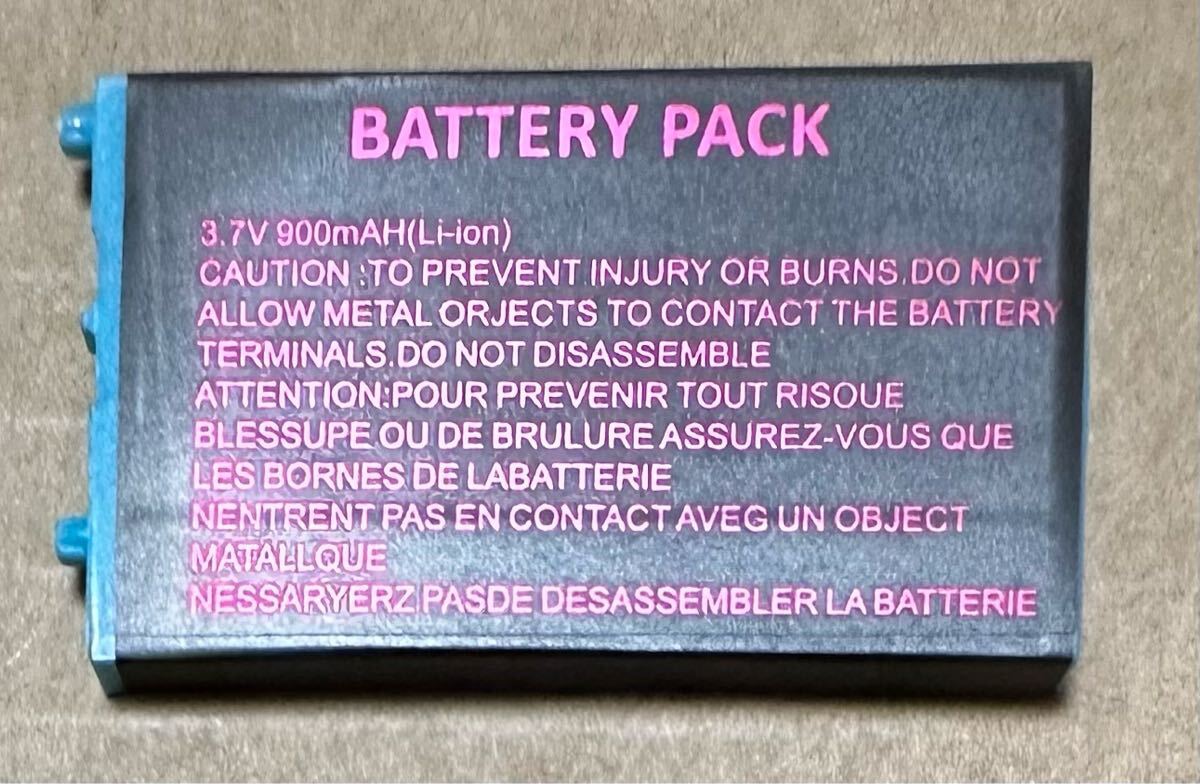 BATTERY PACK
3.7V 900mAH(Li-ion)
CAUTION :TO PREVENT INJURY OR BURNS.DO NOT
ALLOW METAL ORJECTS TO CONTACT THE BATTERY
TERMINALS.DO NOT DISASSEMBLE
ATTENTION:POUR PREVENIR TOUT RISOUE
BLESSUPE OU DE BRULURE ASSUREZ-VOUS QUE
LES BORNES DE LABATTERIE
NENTRENT PAS EN CONTACT AVEG UN OBJECT
MATALLQUE
NESSARYERZ PASDE DESASSEMBLER LA BATTERIE